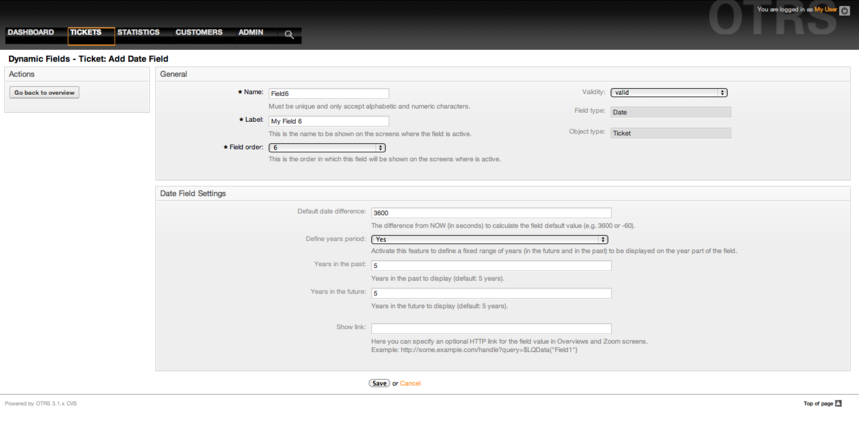 OTRS
You are logged in as My User
DASHBOARD TICKETS STATISTICS CUSTOMERS ADMIN
Dynamic Fields - Ticket: Add Date Field
Actions
Go back to overview
General
★ Name: Field6
Must be unique and only accept alphabetic and numeric characters.
★ Label: My Field 6
This is the name to be shown on the screens where the field is active.
★ Field order: 6
This is the order in which this field will be shown on the screens where is active.
Validity: valid
Field type: Date
Object type: Ticket
Date Field Settings
Default date difference: 3600
The difference from NOW (in seconds) to calculate the field default value (e.g. 3600 or -60).
Define years period: Yes
Activate this feature to define a fixed range of years (in the future and in the past) to be displayed on the year part of the field.
Years in the past: 5
Years in the past to display (default: 5 years).
Years in the future: 5
Years in the future to display (default: 5 years).
Show link:
Here you can specify an optional HTTP link for the field value in Overviews and Zoom screens.
Example: http://some.example.com/handle?query=$LQData("Field1")
Save or Cancel
Powered by OTRS 3.1.x CVS
Top of page